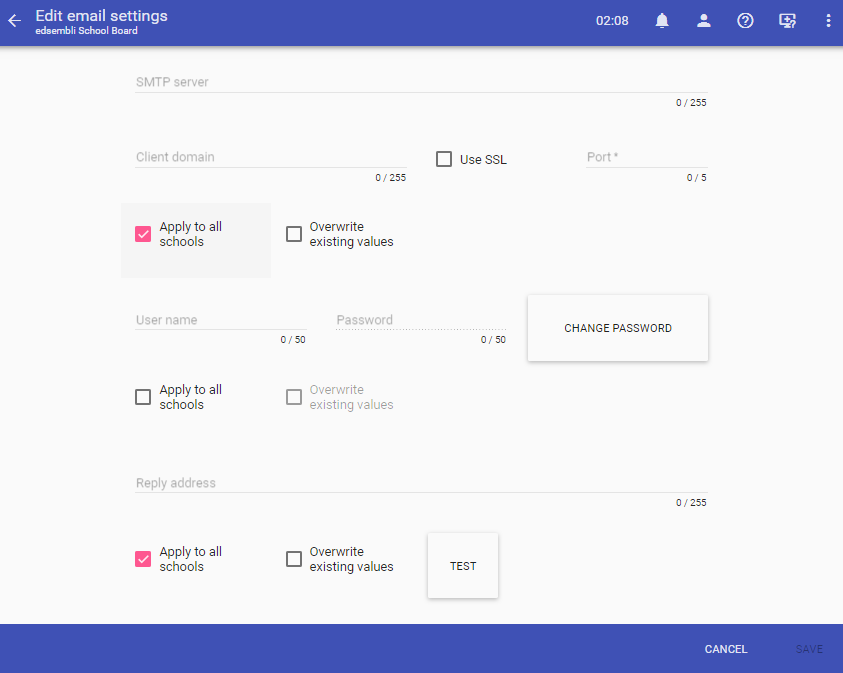 Edit email settings
edsembli School Board
02:08
SMTP server
0 / 255
Client domain
Use SSL
Port *
0 / 255
0 / 5
Apply to all
schools
Overwrite
existing values
User name
Password
CHANGE PASSWORD
0 / 50
0 / 50
Apply to all
schools
Overwrite
existing values
Reply address
0 / 255
Apply to all
schools
Overwrite
existing values
TEST
CANCEL
SAVE